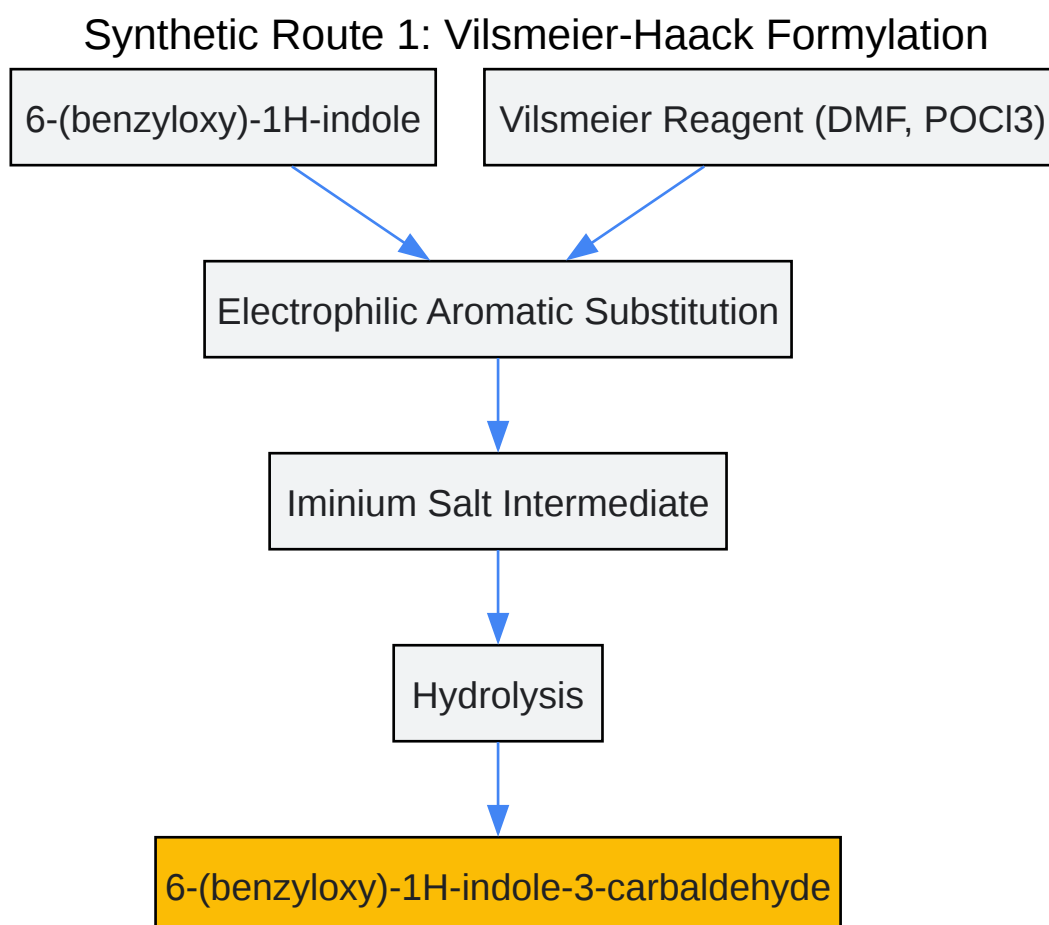 Synthetic Route 1: Vilsmeier-Haack Formylation
6-(benzyloxy)-1H-indole
Vilsmeier Reagent (DMF, POCl3)
Electrophilic Aromatic Substitution
Iminium Salt Intermediate
Hydrolysis
6-(benzyloxy)-1H-indole-3-carbaldehyde